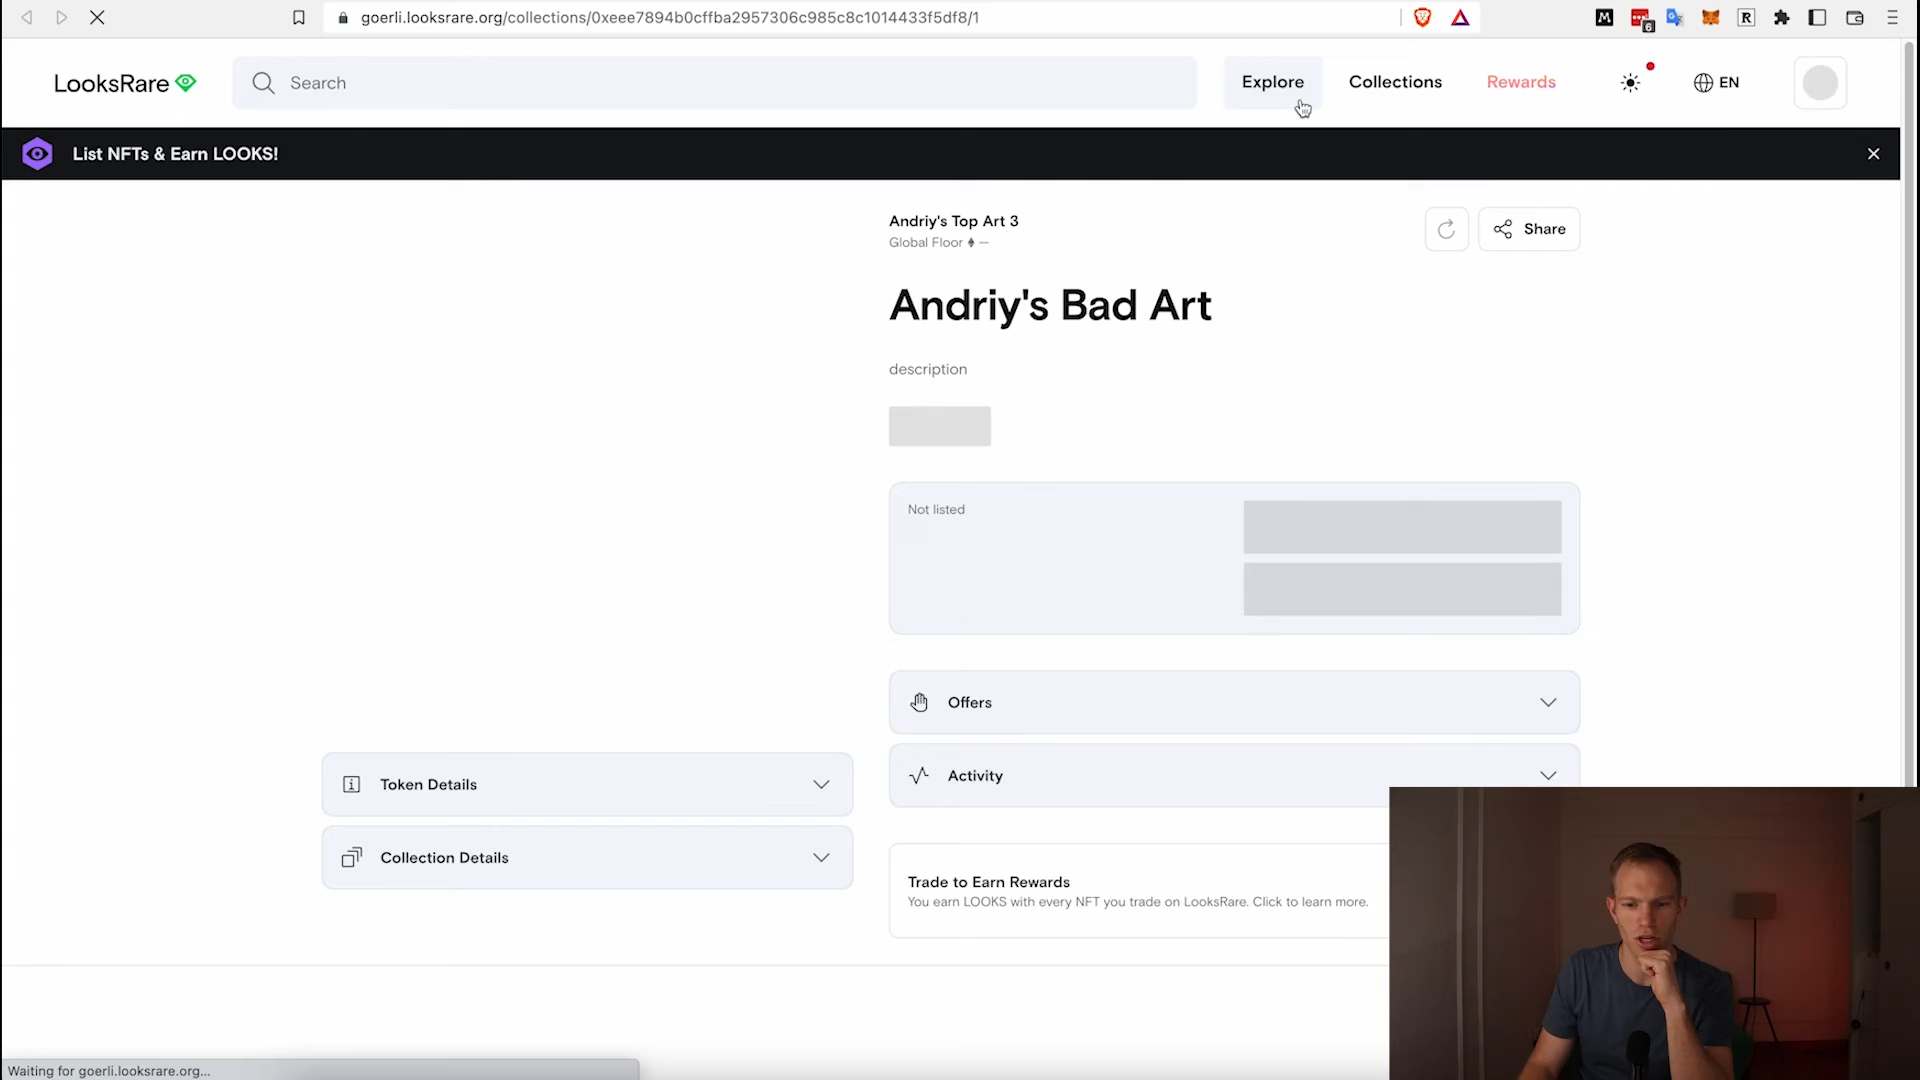 goerli.looksrare.org/collections/0xeee7894b0cffba2957306c985c8c1014433f5df8/1
M
6
R
LooksRare
Search
Explore
Collections
Rewards
EN
List NFTs & Earn LOOKS!
Andriy's Top Art 3
Global Floor —
Share
Andriy's Bad Art
description
Not listed
Offers
Activity
Token Details
Collection Details
Trade to Earn Rewards
You earn LOOKS with every NFT you trade on LooksRare. Click to learn more.
Waiting for goerli.looksrare.org...